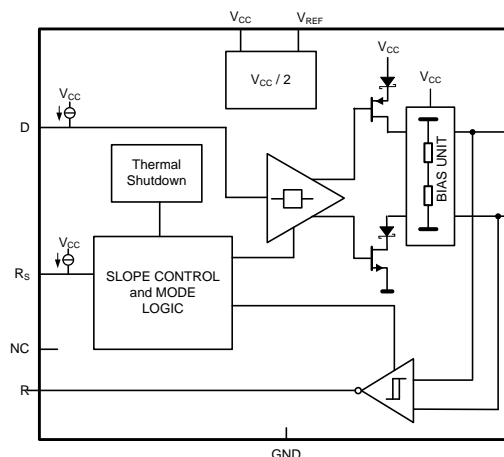 VCC VREF
VCC / 2
VCC
VCC
VCC
D
Thermal
Shutdown
BIAS UNIT
VCC
RS
SLOPE CONTROL
and MODE
LOGIC
NC
R
GND